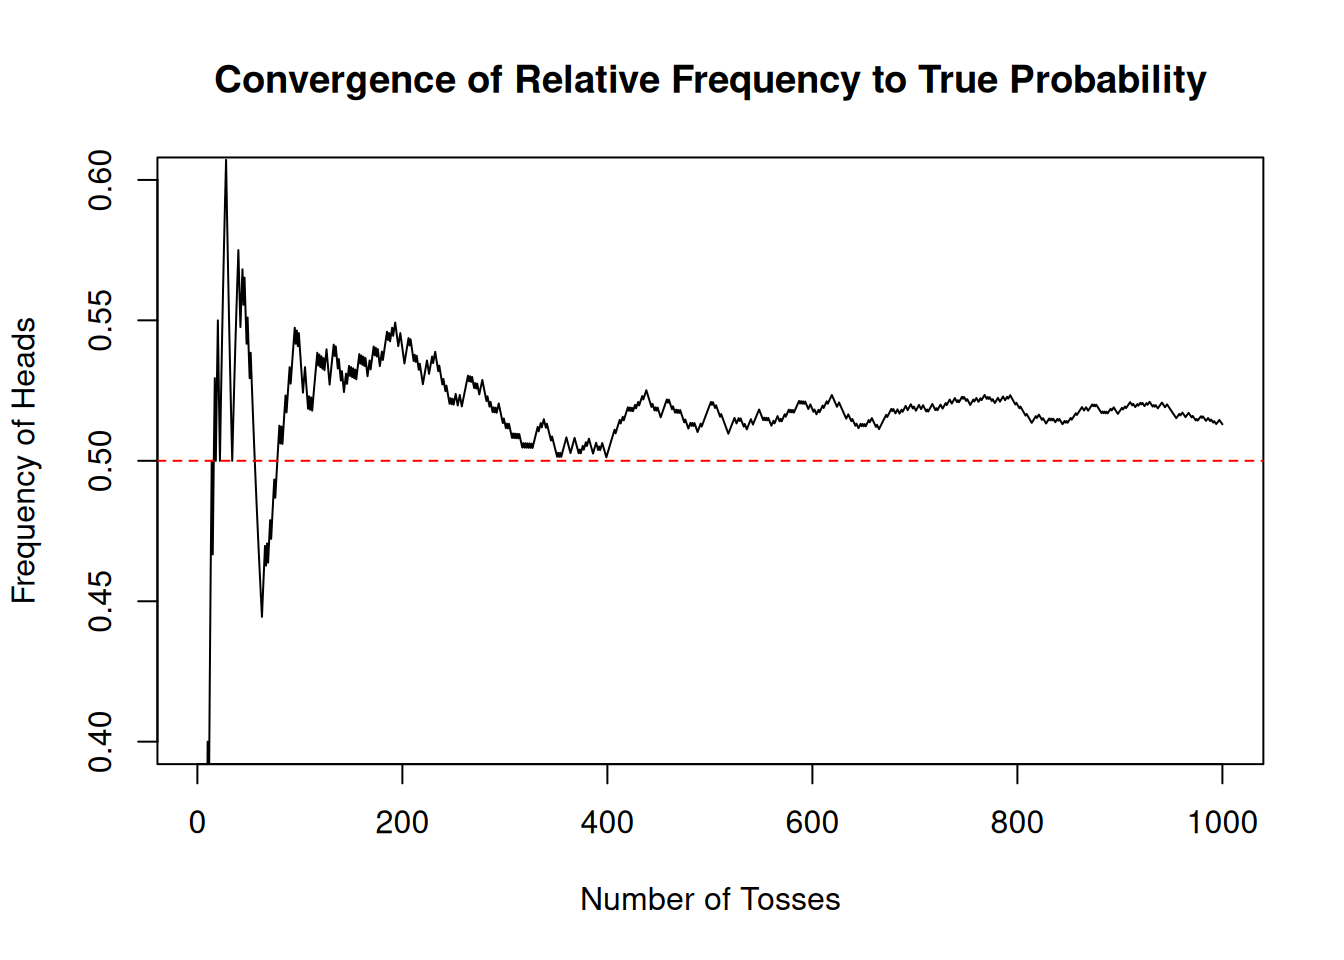 Convergence of Relative Frequency to True Probability
Frequency of Heads
0.60
0.55
0.50
0.45
0.40
0 200 400 600 800 1000
Number of Tosses